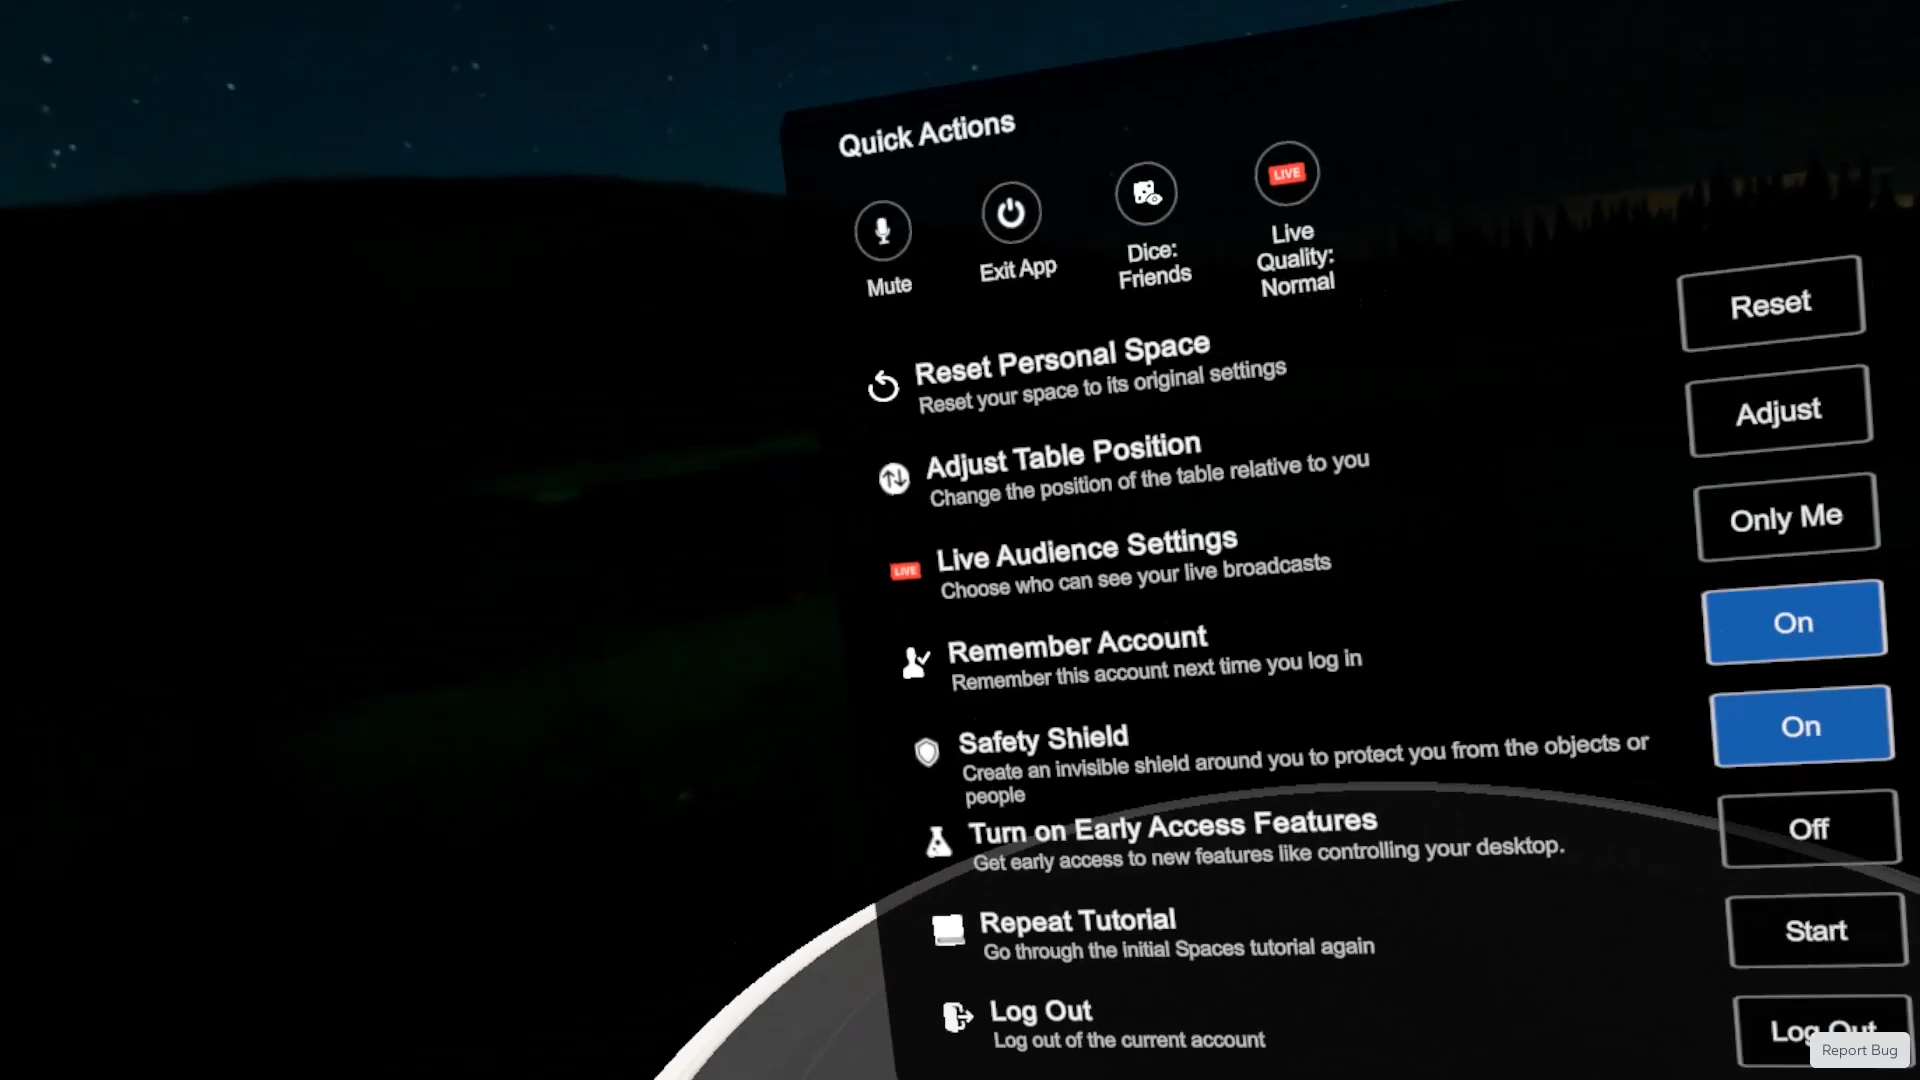 Quick Actions
LIVE
Mute
Exit App
Dice:
Friends
Live
Quality:
Normal
Reset Personal Space
Reset your space to its original settings
Reset
Adjust Table Position
Change the position of the table relative to you
Adjust
LIVE
Live Audience Settings
Choose who can see your live broadcasts
Only Me
Remember Account
Remember this account next time you log in
On
Safety Shield
Create an invisible shield around you to protect you from the objects or
people
On
Turn on Early Access Features
Get early access to new features like controlling your desktop.
Off
Repeat Tutorial
Go through the initial Spaces tutorial again
Start
Log Out
Log out of the current account
Log Out
Report Bug